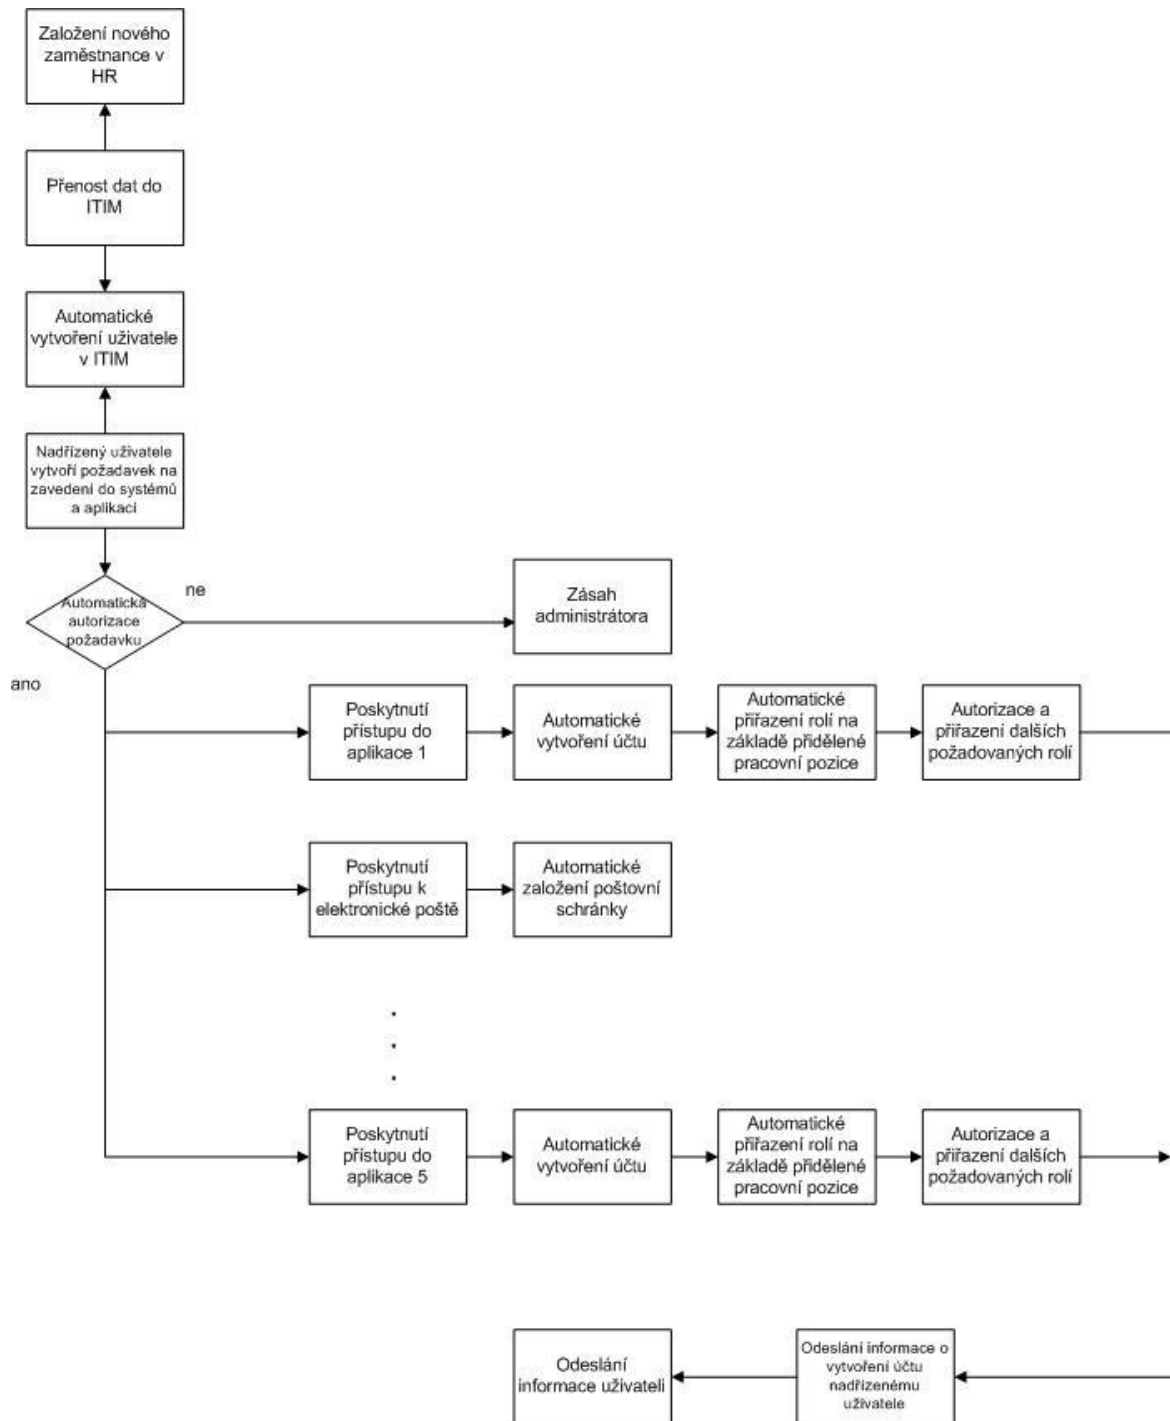 Založení nového
zaměstnance v
HR
Přenost dat do
ITIM
Automatické
vytvoření uživatele
v ITIM
Nadřízený uživatele
vytvoří požadavek na
zavedení do systémů
a aplikací
Automatická
autorizace
požadavku
ne
Zásah
administrátora
ano
Poskytnutí
přístupu do
aplikace 1
Automatické
vytvoření účtu
Automatické
přiřazení rolí na
základě přidělené
pracovní pozice
Autorizace a
přiřazení dalších
požadovaných rolí
Poskytnutí
přístupu k
elektronické poště
Automatické
založení poštovní
schránky
.
.
.
Poskytnutí
přístupu do
aplikace 5
Automatické
vytvoření účtu
Automatické
přiřazení rolí na
základě přidělené
pracovní pozice
Autorizace a
přiřazení dalších
požadovaných rolí
Odeslání
informace uživateli
Odeslání informace o
vytvoření účtu
nadřízenému
uživatele